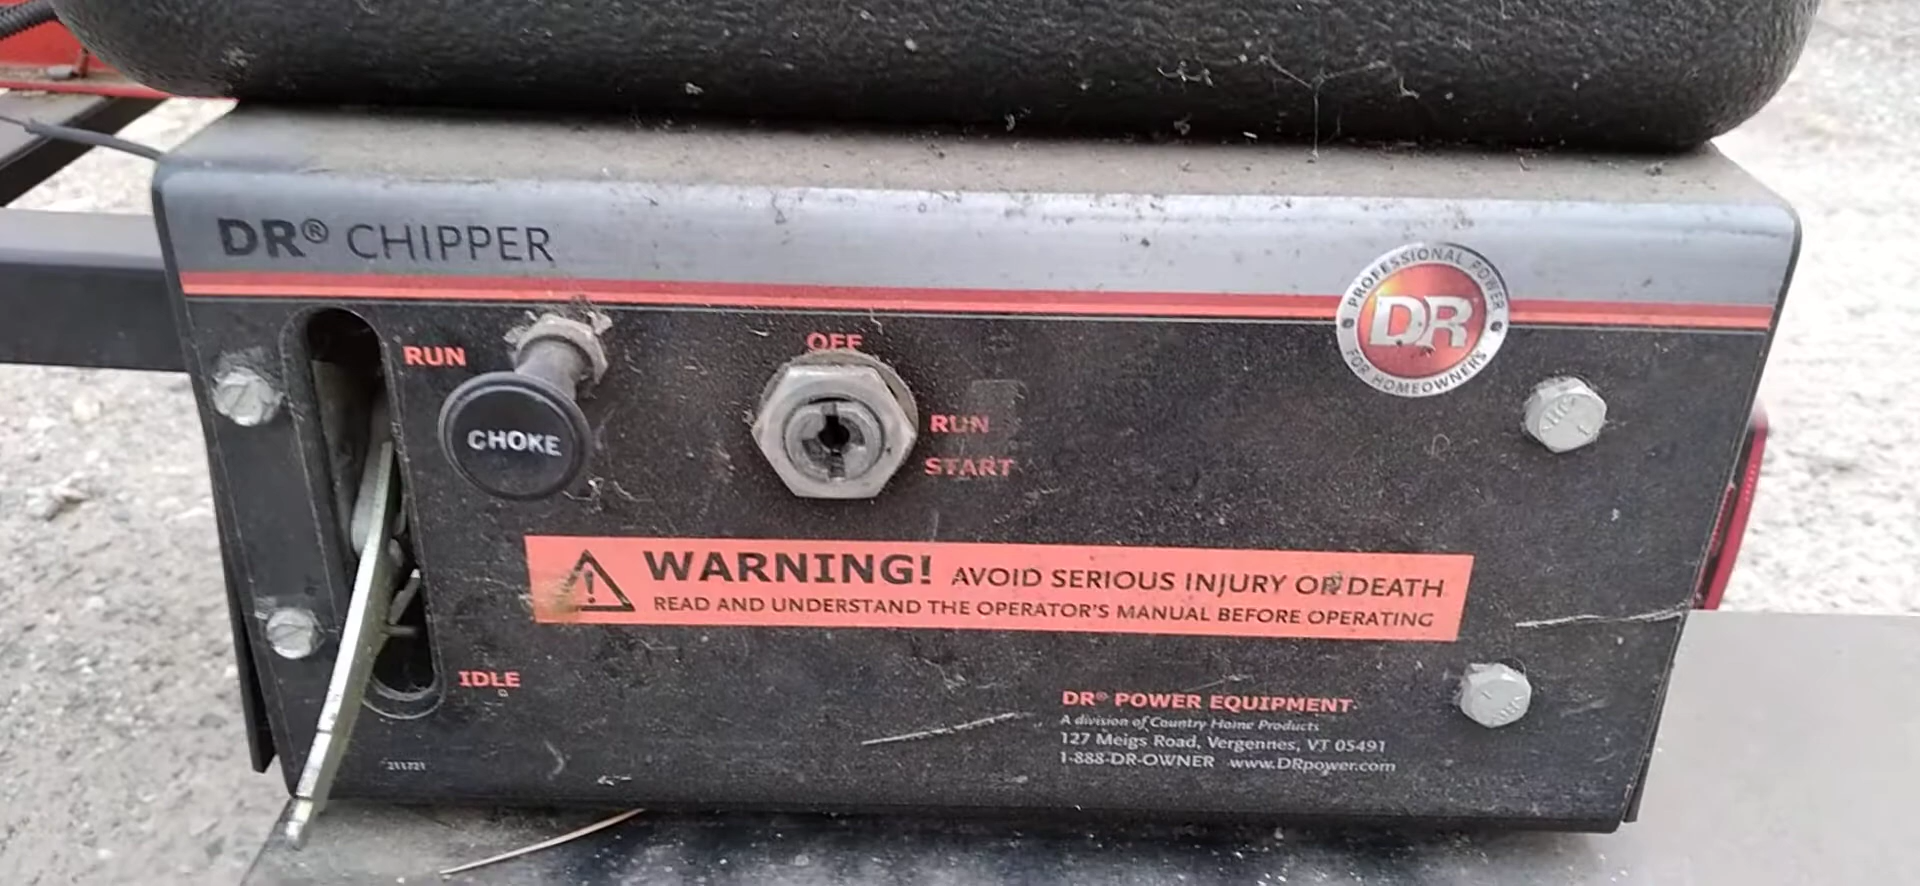 DR® CHIPPER
PROFESSIONAL POWER
DR
FOR HOMEOWNERS
RUN
OFF
CHOKE
RUN
START
WARNING! AVOID SERIOUS INJURY OR DEATH
READ AND UNDERSTAND THE OPERATOR'S MANUAL BEFORE OPERATING
IDLE
DR® POWER EQUIPMENT
A division of Country Home Products
127 Meigs Road, Vergennes, VT 05491
1-888-DR-OWNER www.DRpower.com